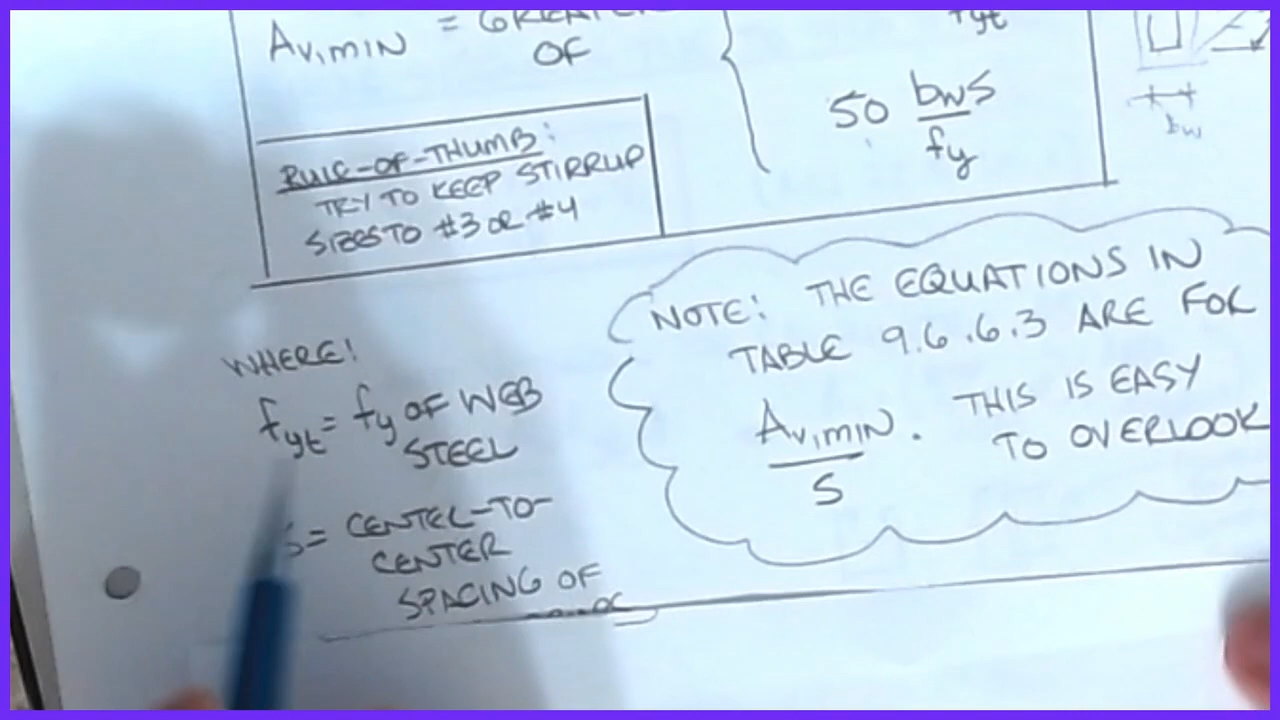 Av,MIN =
OF
fyt
50 bws
fy
bw
RULE-OF-THUMB:
TRY TO KEEP STIRRUP
SIZES TO #3 OR #4
WHERE:
fyt = fy OF WEB
STEEL
S = CENTER-TO-
CENTER
SPACING OF
NOTE: THE EQUATIONS IN
TABLE 9.6.6.3 ARE FOR
Av,MIN. THIS IS EASY
S TO OVERLOOK